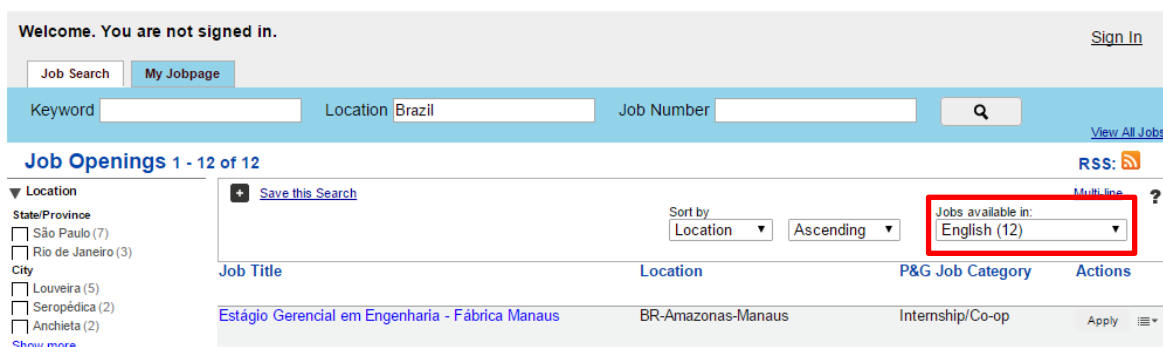 Welcome. You are not signed in.
Sign In
Job Search My Jobpage
Keyword Location Brazil Job Number
View All Jobs
Job Openings 1 - 12 of 12 RSS:
Location
Save this Search Multi-line ?
State/Province
Sort by Jobs available in:
São Paulo (7) Location Ascending English (12)
Rio de Janeiro (3)
City
Job Title Location P&G Job Category Actions
Louveira (5)
Seropédica (2)
Estágio Gerencial em Engenharia - Fábrica Manaus BR-Amazonas-Manaus Internship/Co-op Apply
Anchieta (2)
Show more